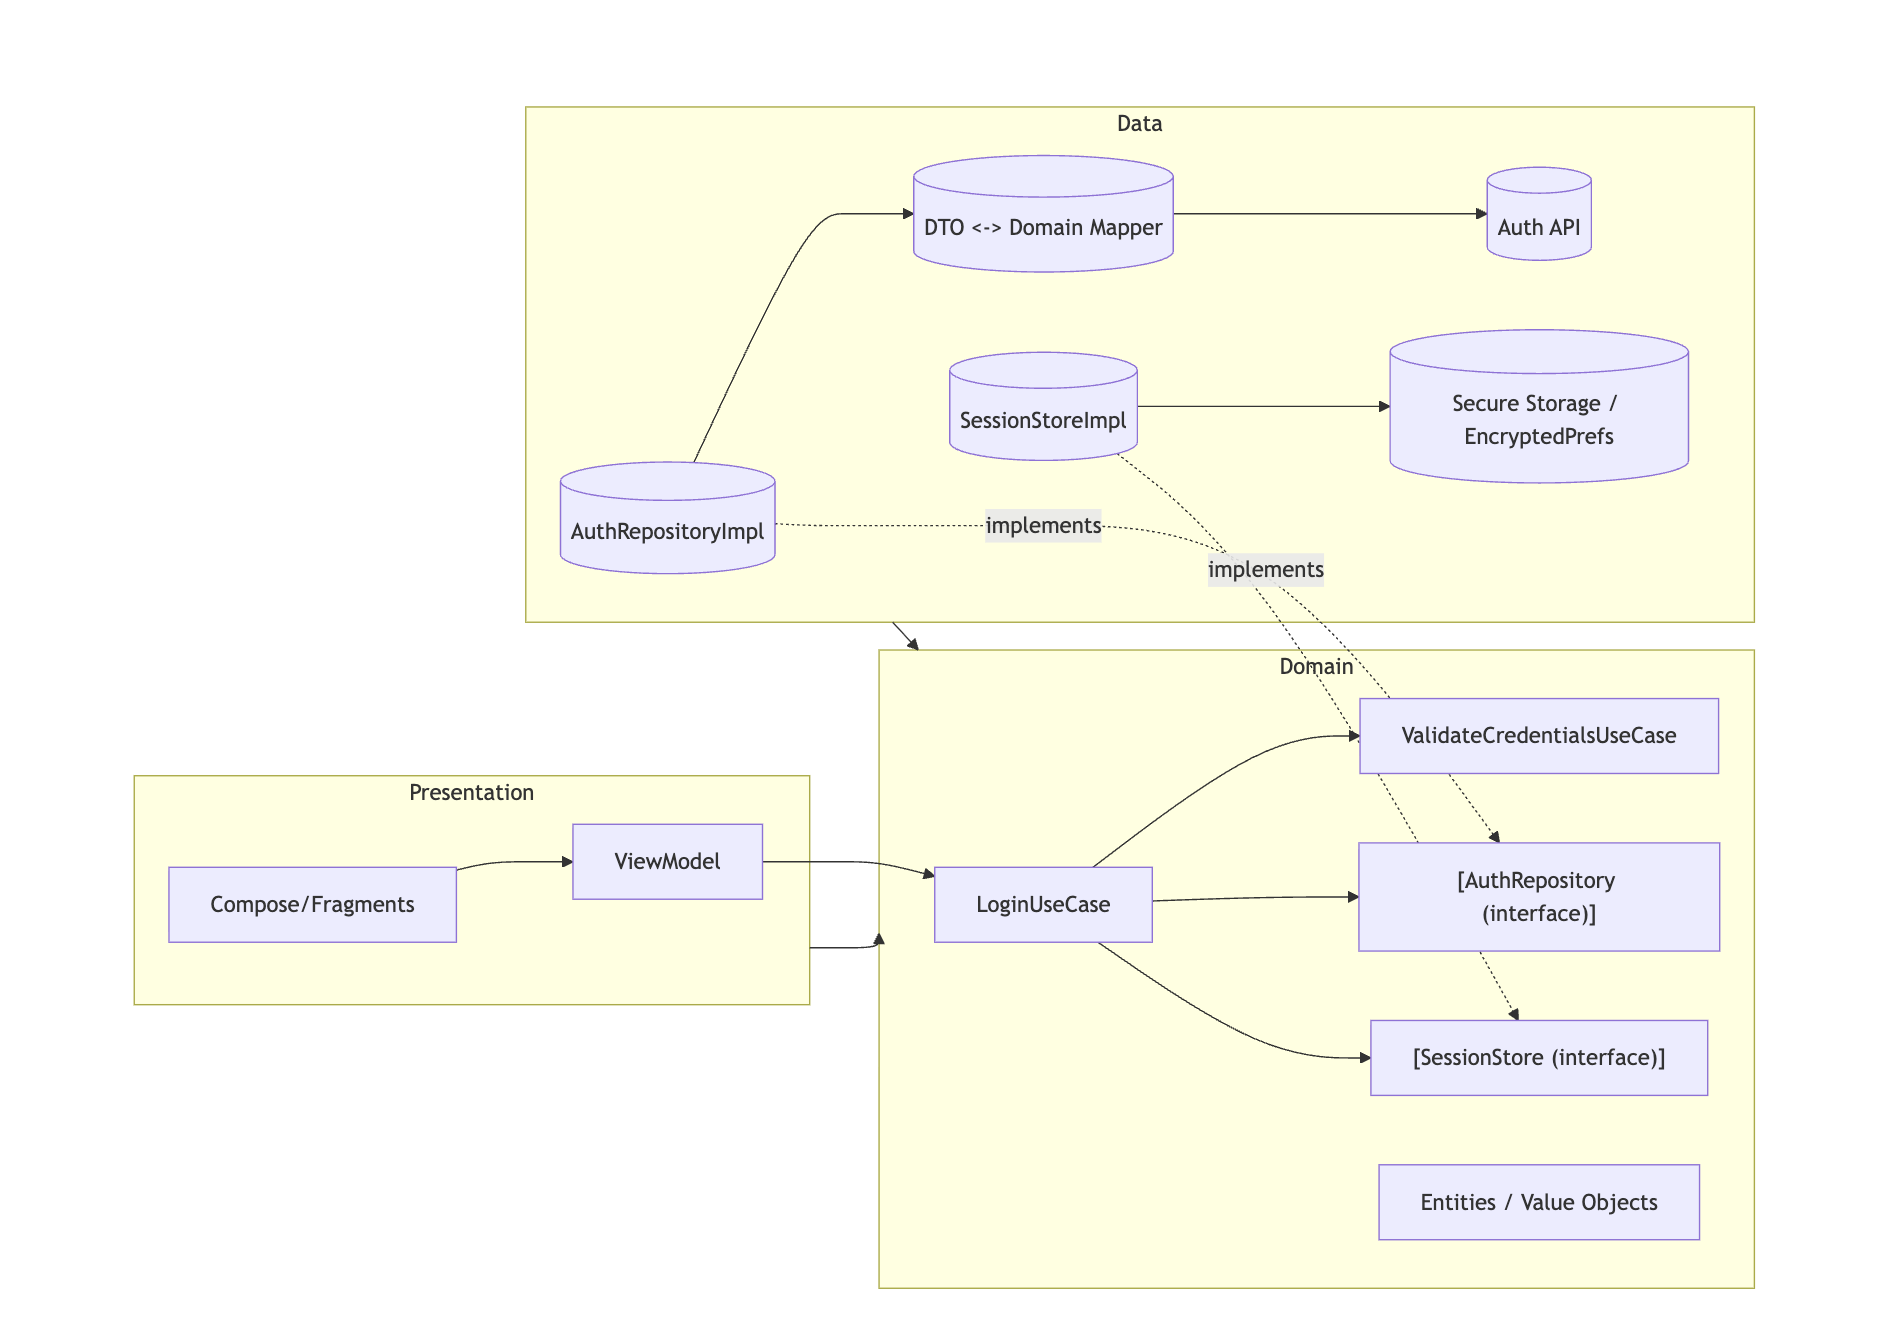 Data
DTO <-> Domain Mapper
Auth API
SessionStoreImpl
Secure Storage /
EncryptedPrefs
AuthRepositoryImpl
implements
implements
Domain
ValidateCredentialsUseCase
Presentation
ViewModel
Compose/Fragments
LoginUseCase
[AuthRepository
(interface)]
[SessionStore (interface)]
Entities / Value Objects